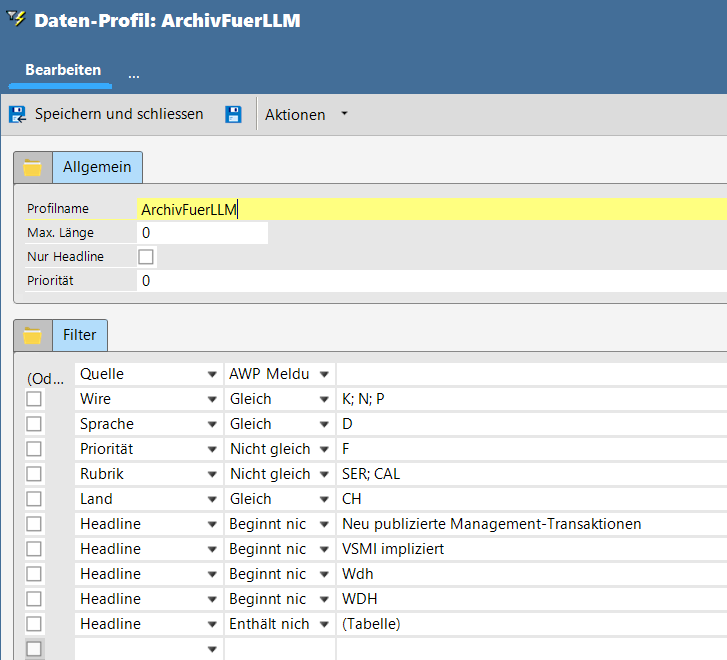 Daten-Profil: ArchivFuerLLM
Bearbeiten ...
Speichern und schliessen Aktionen
Allgemein
Profilname ArchivFuerLLM
Max. Länge 0
Nur Headline
Priorität 0
Filter
(Od... Quelle AWP Meldu
Wire Gleich K; N; P
Sprache Gleich D
Priorität Nicht gleich F
Rubrik Nicht gleich SER; CAL
Land Gleich CH
Headline Beginnt nic Neu publizierte Management-Transaktionen
Headline Beginnt nic VSMI impliziert
Headline Beginnt nic Wdh
Headline Beginnt nic WDH
Headline Enthält nich (Tabelle)